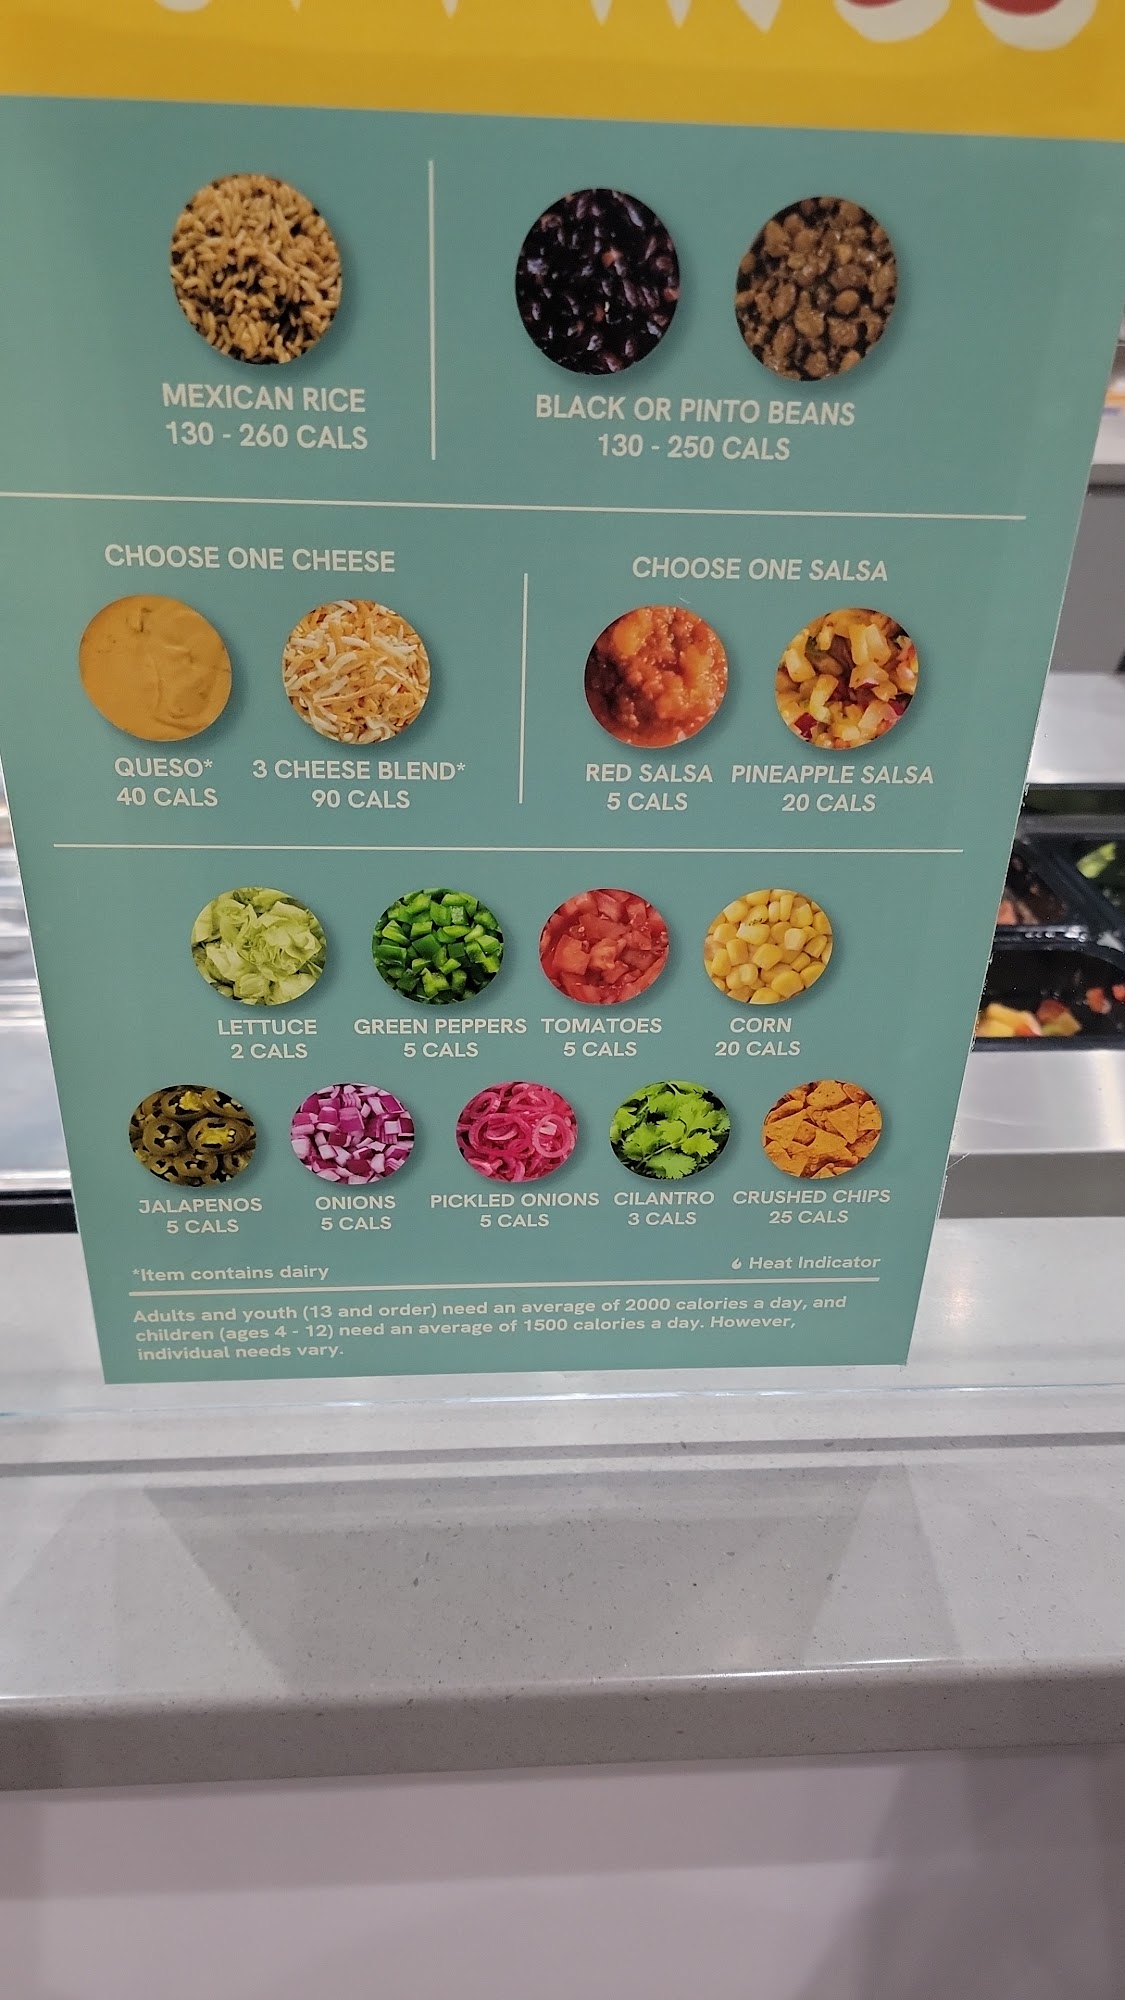 MEXICAN RICE
130 - 260 CALS
BLACK OR PINTO BEANS
130 - 250 CALS
CHOOSE ONE CHEESE
QUESO*
40 CALS
3 CHEESE BLEND*
90 CALS
CHOOSE ONE SALSA
RED SALSA
5 CALS
PINEAPPLE SALSA
20 CALS
LETTUCE
2 CALS
GREEN PEPPERS
5 CALS
TOMATOES
5 CALS
CORN
20 CALS
JALAPENOS
5 CALS
ONIONS
5 CALS
PICKLED ONIONS
5 CALS
CILANTRO
3 CALS
CRUSHED CHIPS
25 CALS
*Item contains dairy
Heat Indicator
Adults and youth (13 and order) need an average of 2000 calories a day, and
children (ages 4 - 12) need an average of 1500 calories a day. However,
individual needs vary.